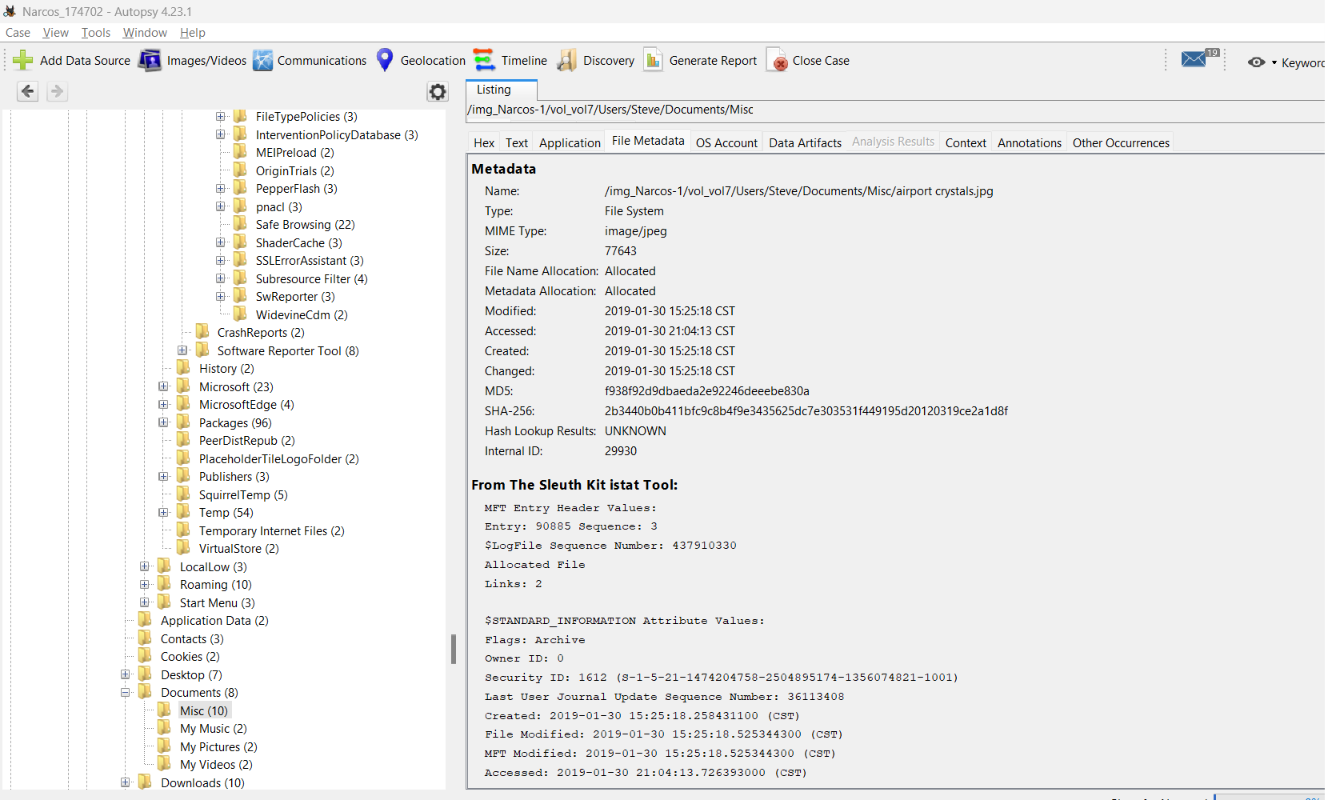 Narcos_174702 - Autopsy 4.23.1
Case View Tools Window Help
Add Data Source Images/Videos Communications Geolocation Timeline Discovery Generate Report Close Case 19 Keyword
Listing
/img_Narcos-1/vol_vol7/Users/Steve/Documents/Misc
FileTypePolicies (3)
InterventionPolicyDatabase (3)
MEIPreload (2)
OriginTrials (2)
PepperFlash (3)
pnacl (3)
Safe Browsing (22)
ShaderCache (3)
SSLErrorAssistant (3)
Subresource Filter (4)
SwReporter (3)
WidevineCdm (2)
CrashReports (2)
Software Reporter Tool (8)
History (2)
Microsoft (23)
MicrosoftEdge (4)
Packages (96)
PeerDistRepub (2)
PlaceholderTileLogoFolder (2)
Publishers (3)
SquirrelTemp (5)
Temp (54)
Temporary Internet Files (2)
VirtualStore (2)
LocalLow (3)
Roaming (10)
Start Menu (3)
Application Data (2)
Contacts (3)
Cookies (2)
Desktop (7)
Documents (8)
Misc (10)
My Music (2)
My Pictures (2)
My Videos (2)
Downloads (10)
Hex Text Application File Metadata OS Account Data Artifacts Analysis Results Context Annotations Other Occurrences
Metadata
Name: /img_Narcos-1/vol_vol7/Users/Steve/Documents/Misc/airport crystals.jpg
Type: File System
MIME Type: image/jpeg
Size: 77643
File Name Allocation: Allocated
Metadata Allocation: Allocated
Modified: 2019-01-30 15:25:18 CST
Accessed: 2019-01-30 21:04:13 CST
Created: 2019-01-30 15:25:18 CST
Changed: 2019-01-30 15:25:18 CST
MD5: f938f92d9dbaeda2e92246deeebe830a
SHA-256: 2b3440b0b411bfc9c8b4f9e3435625dc7e303531f449195d20120319ce2a1d8f
Hash Lookup Results: UNKNOWN
Internal ID: 29930
From The Sleuth Kit istat Tool:
MFT Entry Header Values:
Entry: 90885 Sequence: 3
$LogFile Sequence Number: 437910330
Allocated File
Links: 2
$STANDARD_INFORMATION Attribute Values:
Flags: Archive
Owner ID: 0
Security ID: 1612 (S-1-5-21-1474204758-2504895174-1356074821-1001)
Last User Journal Update Sequence Number: 36113408
Created: 2019-01-30 15:25:18.258431100 (CST)
File Modified: 2019-01-30 15:25:18.525344300 (CST)
MFT Modified: 2019-01-30 15:25:18.525344300 (CST)
Accessed: 2019-01-30 21:04:13.726393000 (CST)